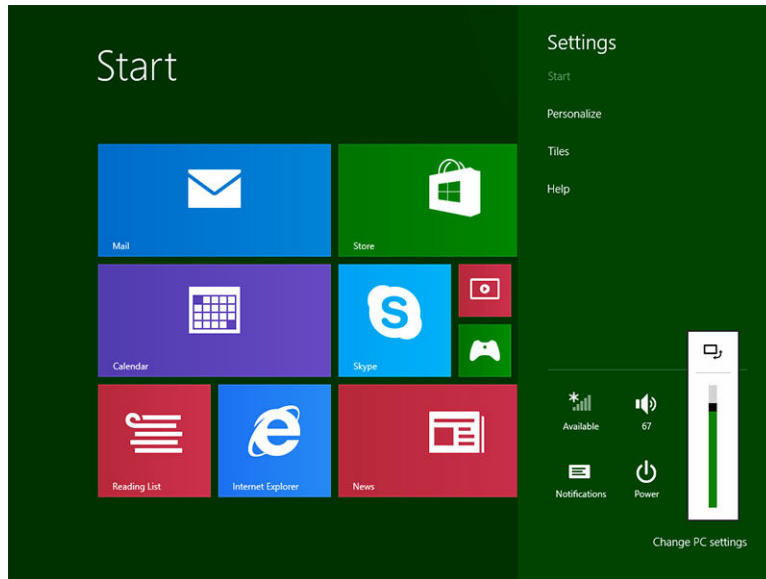 Start
Mail
Store
Calendar
S
Skype
Reading List
Internet Explorer
News
Settings
Start
Personalize
Tiles
Help
Available
67
Notifications
Power
Change PC settings